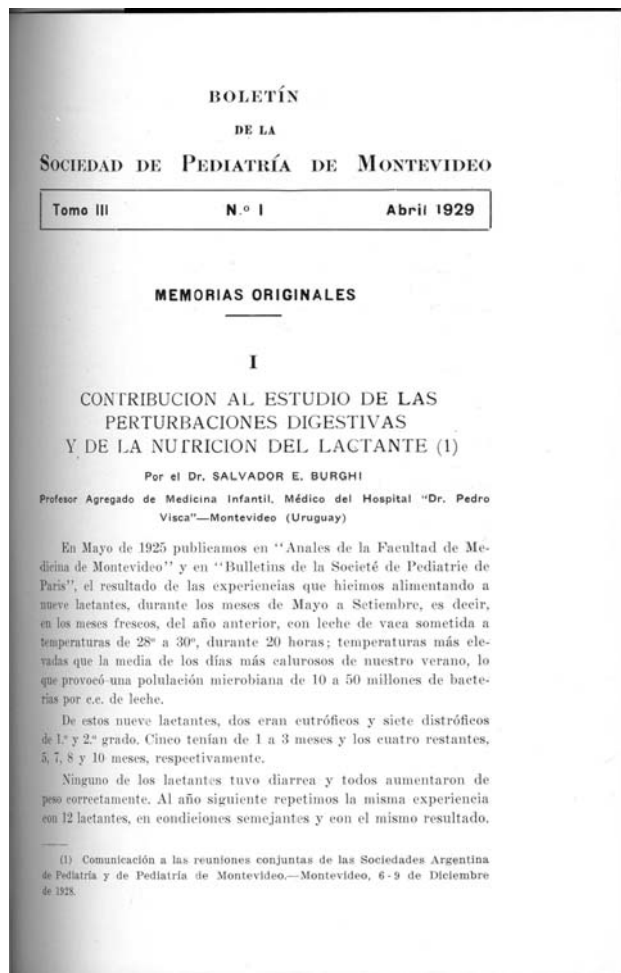 BOLETÍN
DE LA
SOCIEDAD DE PEDIATRÍA DE MONTEVIDEO
Tomo III N.º I Abril 1929
MEMORIAS ORIGINALES
I
CONTRIBUCION AL ESTUDIO DE LAS
PERTURBACIONES DIGESTIVAS
Y DE LA NUTRICION DEL LACTANTE (1)
Por el Dr. SALVADOR E. BURGHI
Profesor Agregado de Medicina Infantil, Médico del Hospital "Dr. Pedro
Visca"—Montevideo (Uruguay)
En Mayo de 1925 publicamos en "Anales de la Facultad de Me-
dicina de Montevideo" y en "Bulletins de la Societé de Pediatrie de
Paris", el resultado de las experiencias que hicimos alimentando a
nueve lactantes, durante los meses de Mayo a Setiembre, es decir,
en los meses frescos, del año anterior, con leche de vaca sometida a
temperaturas de 28º a 30º, durante 20 horas; temperaturas más ele-
vadas que la media de los días más calurosos de nuestro verano, lo
que provocó una polulación microbiana de 10 a 50 millones de bacte-
rias por c.c. de leche.
De estos nueve lactantes, dos eran eutróficos y siete distróficos
de 1.º y 2.º grado. Cinco tenían de 1 a 3 meses y los cuatro restantes,
5, 7, 8 y 10 meses, respectivamente.
Ninguno de los lactantes tuvo diarrea y todos aumentaron de
peso correctamente. Al año siguiente repetimos la misma experiencia
con 12 lactantes, en condiciones semejantes y con el mismo resultado.
(1) Comunicación a las reuniones conjuntas de las Sociedades Argentina
de Pediatría y de Pediatría de Montevideo.—Montevideo, 6 - 9 de Diciembre
de 1928.